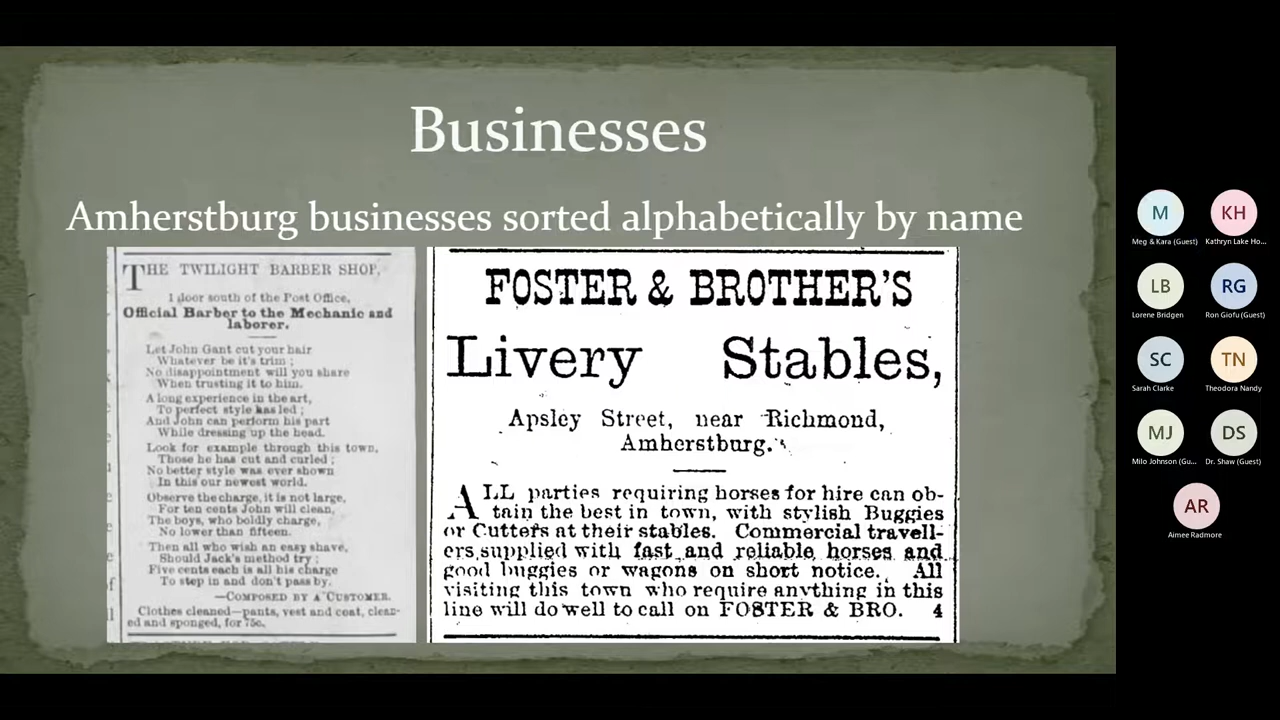 Businesses
Amherstburg businesses sorted alphabetically by name
THE TWILIGHT BARBER SHOP,
1 door south of the Post Office,
Official Barber to the Mechanic and
laborer.
Let John Gant cut your hair
Whatever be it's trim ;
No disappointment will you share
When trusting it to him.
A long experience in the art,
To perfect style has led ;
And John can perform his part
While dressing up the head.
Look for example through this town,
Those he has cut and curled ;
No better style was ever shown
In this our newest world.
Observe the charge, it is not large,
For ten cents John will clean,
The boys, who boldly charge,
No lower than fifteen.
Then all who wish an easy shave,
Should Jack's method try ;
Five cents each is all his charge
To step in and don't pass by.
—COMPOSED BY A CUSTOMER.
Clothes cleaned—pants, vest and coat, clean-
ed and sponged, for 75c.
FOSTER & BROTHER'S
Livery Stables,
Apsley Street, near Richmond,
Amherstburg.
ALL parties requiring horses for hire can ob-
tain the best in town, with stylish Buggies
or Cutters at their stables. Commercial travell-
ers supplied with fast and reliable horses and
good buggies or wagons on short notice. All
visiting this town who require anything in this
line will do well to call on FOSTER & BRO. 4
M
Meg & Kara (Guest)
KH
Kathryn Lake Ho...
LB
Lorene Bridgen
RG
Ron Giofu (Guest)
SC
Sarah Clarke
TN
Theodora Nandy
MJ
Milo Johnson (Gu...
DS
Dr. Shaw (Guest)
AR
Aimee Radmore